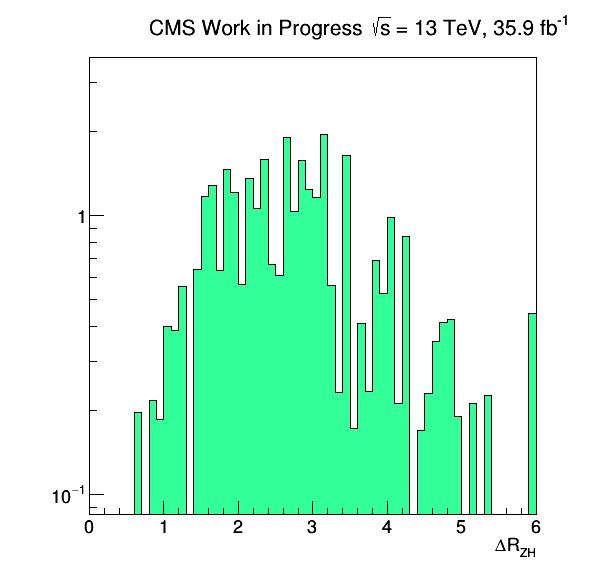 CMS Work in Progress √s = 13 TeV, 35.9 fb⁻¹
1
10⁻¹
0 1 2 3 4 5 6
ΔR_ZH